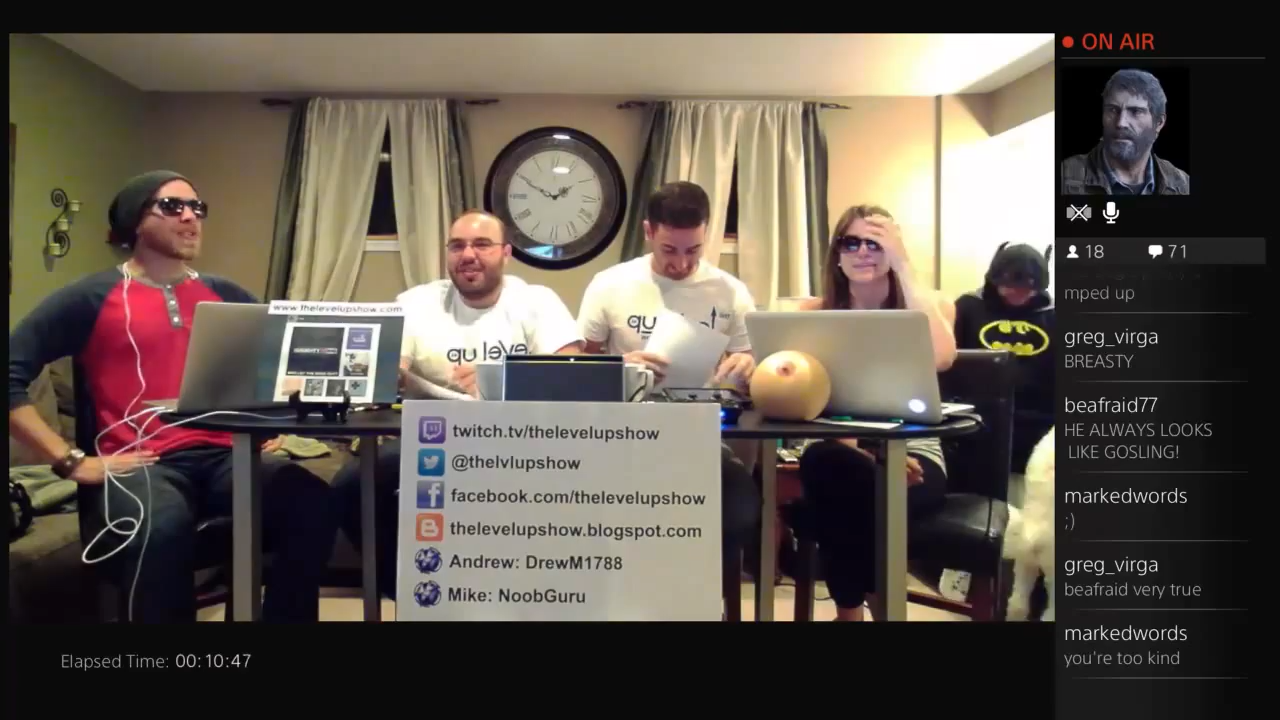 ON AIR
18
71
mped up
greg_virga
BREASTY
beafraid77
HE ALWAYS LOOKS
LIKE GOSLING!
markedwords
;)
greg_virga
beafraid very true
markedwords
you're too kind
www.thelevelupshow.com
level up
twitch.tv/thelevelupshow
@thelvlupshow
facebook.com/thelevelupshow
thelevelupshow.blogspot.com
Andrew: DrewM1788
Mike: NoobGuru
Elapsed Time: 00:10:47